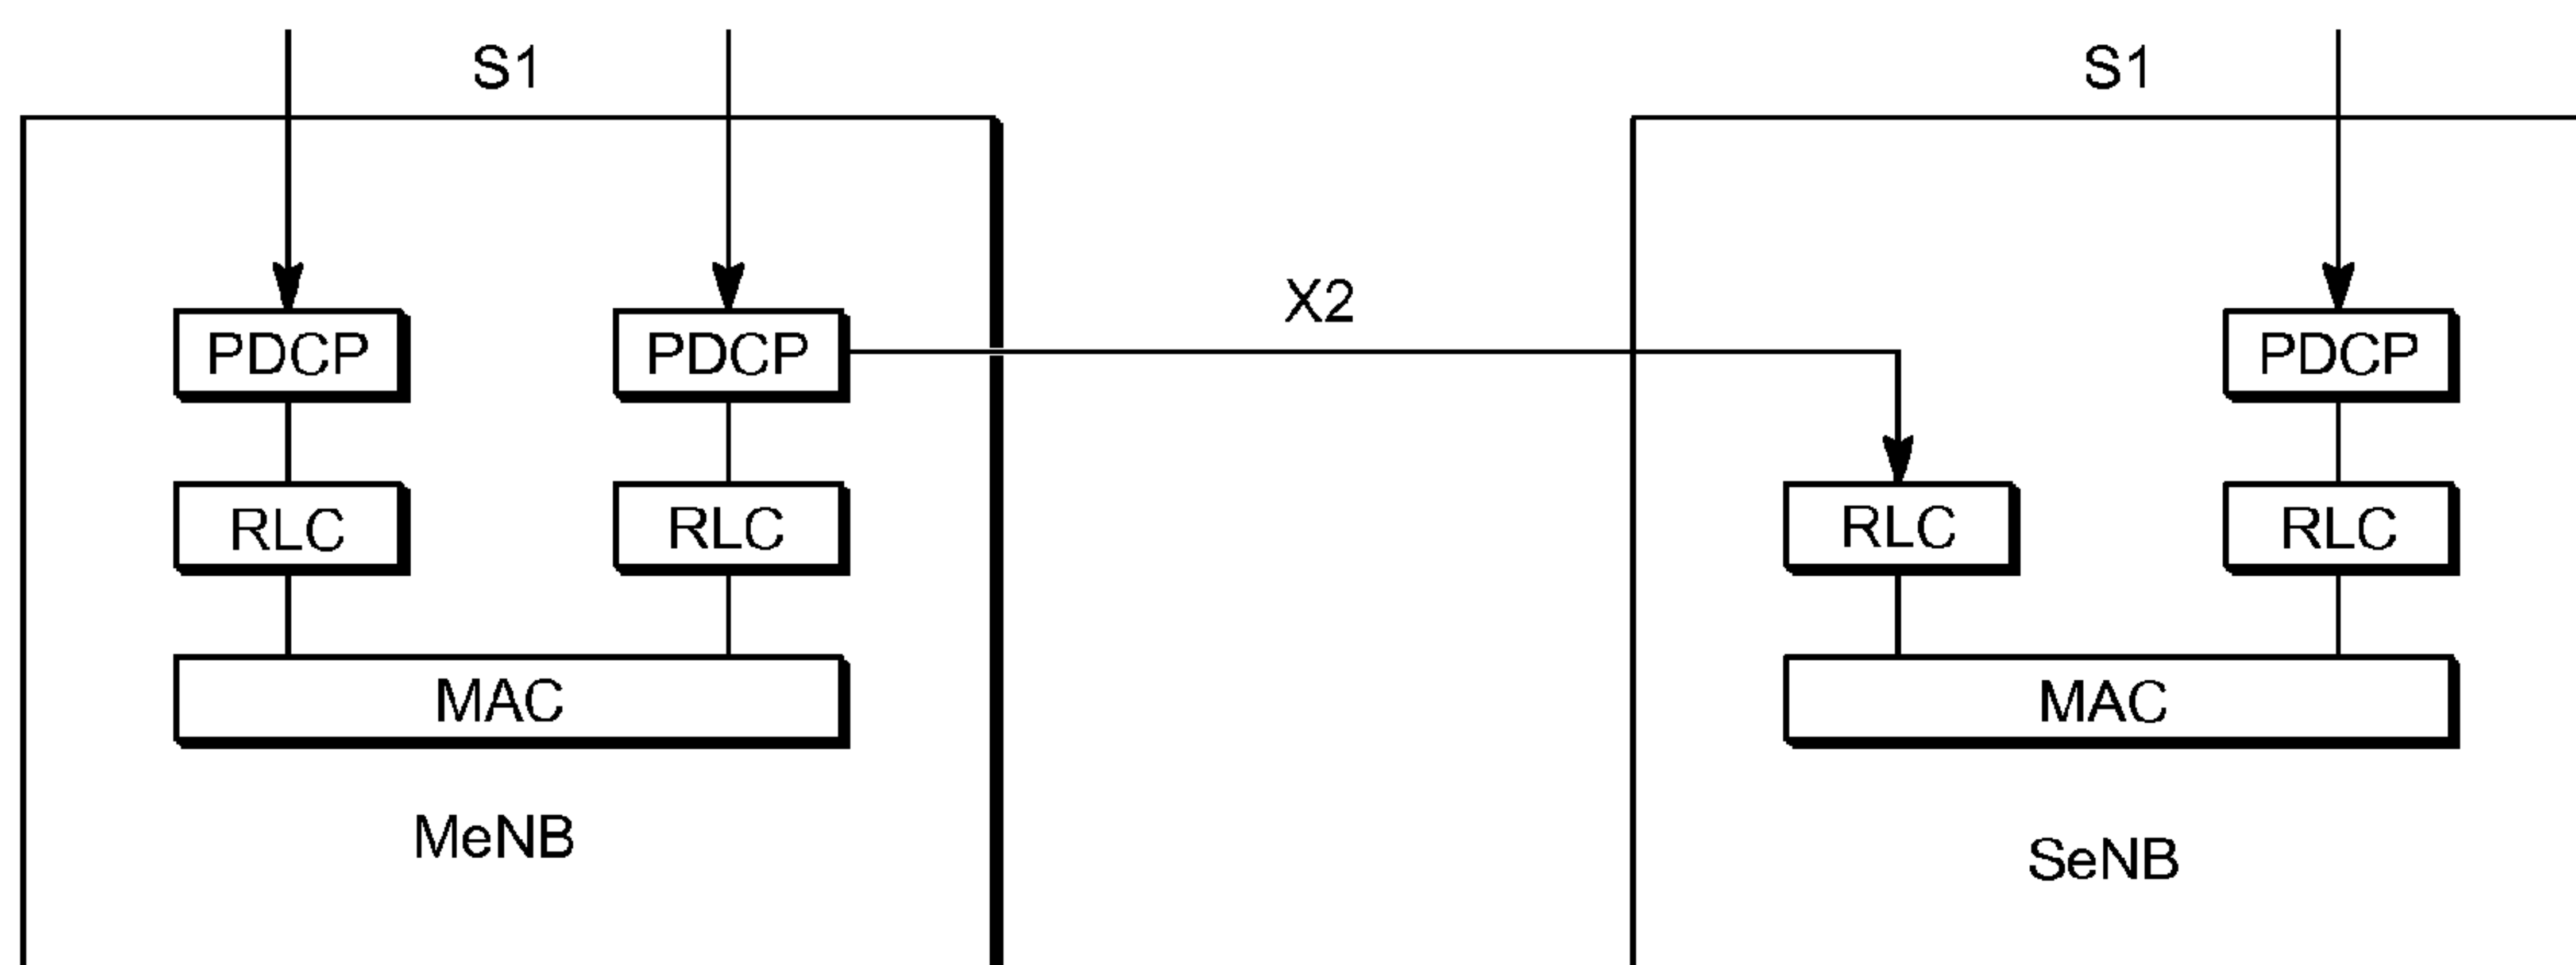 S1 S1
X2
PDCP PDCP PDCP
RLC RLC RLC RLC
MAC MAC
MeNB SeNB